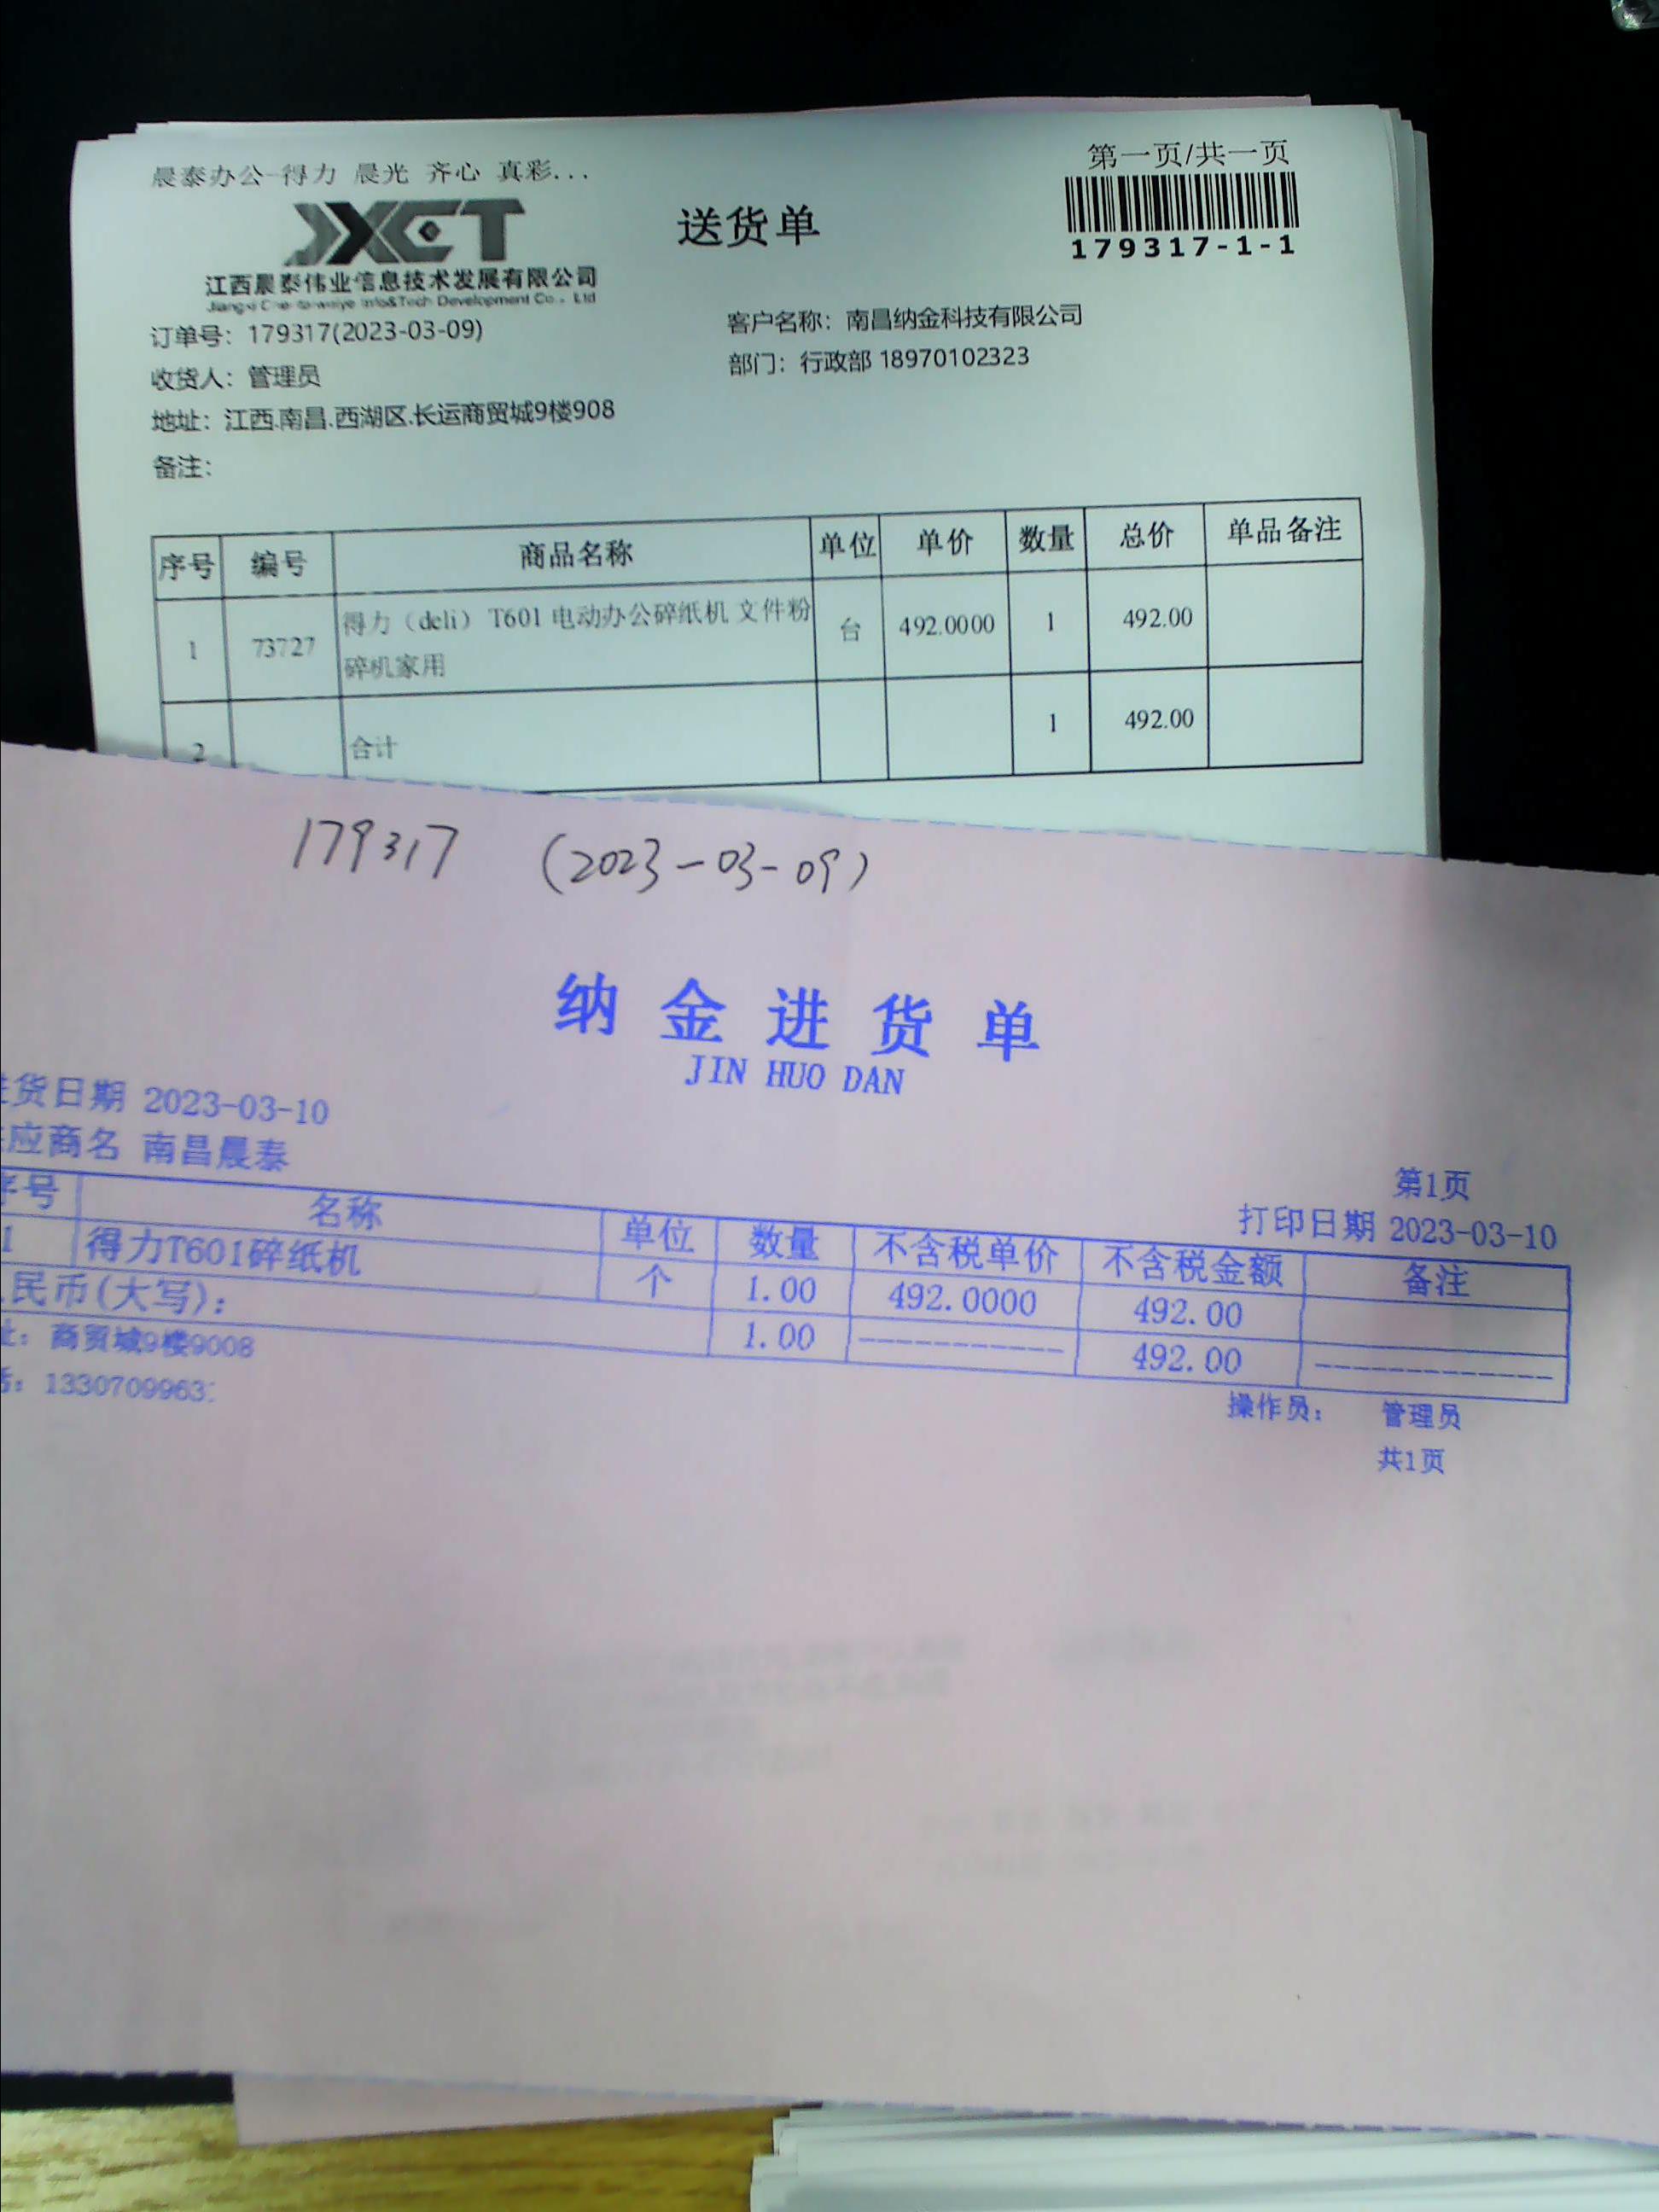 晨泰办公-得力 晨光 齐心 真彩...
第一页/共一页
JXCT
送货单
179317-1-1
江西晨泰伟业信息技术发展有限公司
订单号：179317(2023-03-09)
客户名称：南昌纳金科技有限公司
收货人：管理员
部门：行政部 18970102323
地址：江西.南昌.西湖区.长运商贸城9楼908
备注：
序号 编号 商品名称 单位 单价 数量 总价 单品备注
1 73727 得力（deli） T601 电动办公碎纸机 文件粉碎机家用 台 492.0000 1 492.00
2 合计 1 492.00
179317 (2023-03-09)
纳金进货单
JIN HUO DAN
货日期 2023-03-10
应商名 南昌晨泰
第1页
打印日期 2023-03-10
序号 名称 单位 数量 不含税单价 不含税金额 备注
1 得力T601碎纸机 个 1.00 492.0000 492.00
民币(大写)： 1.00 ---------- 492.00 ------------
址：商贸城9楼9008
操作员： 管理员
话：1330709963
共1页